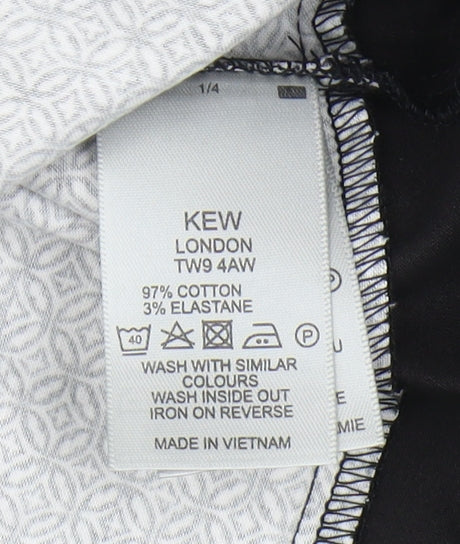 1/4
KEW
LONDON
TW9 4AW
97% COTTON
3% ELASTANE
40
P
WASH WITH SIMILAR
COLOURS
WASH INSIDE OUT
IRON ON REVERSE
MADE IN VIETNAM
U
E
MIE